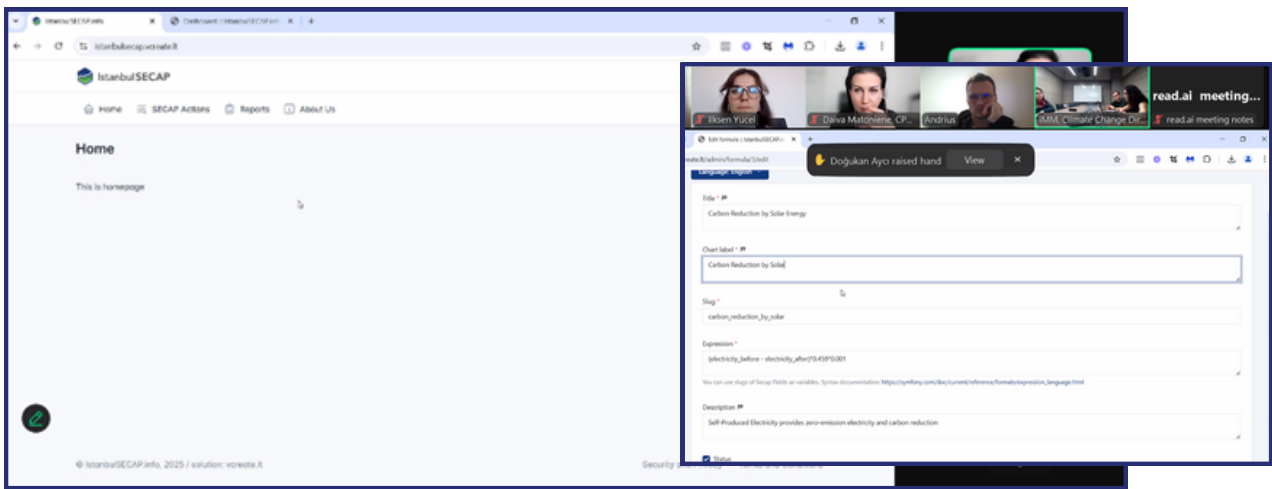 IstanbulSECAP.info
Dashboard
istanbulsecap.vcreate.lt
IstanbulSECAP
Home
SECAP Actions
Reports
About Us
Home
This is homepage
© IstanbulSECAP.info, 2025 / solution: vcreate.lt
Security
Ilksen Yucel
Daiva Matoniene, CP...
Andrius
IMM, Climate Change Dir...
read.ai meeting...
read.ai meeting notes
Edit formula
Doğukan Aycı raised hand
View
Language: English
Title *
Carbon Reduction by Solar Energy
Chart label *
Carbon Reduction by Solar
Slug *
carbon_reduction_by_solar
Expression *
(electricity_before - electricity_after)*0.459*0.001
You can use slugs of Secap Fields as variables. Syntax documentation: https://symfony.com/doc/current/reference/formats/expression_language.html
Description
Self-Produced Electricity provides zero-emission electricity and carbon reduction
Status